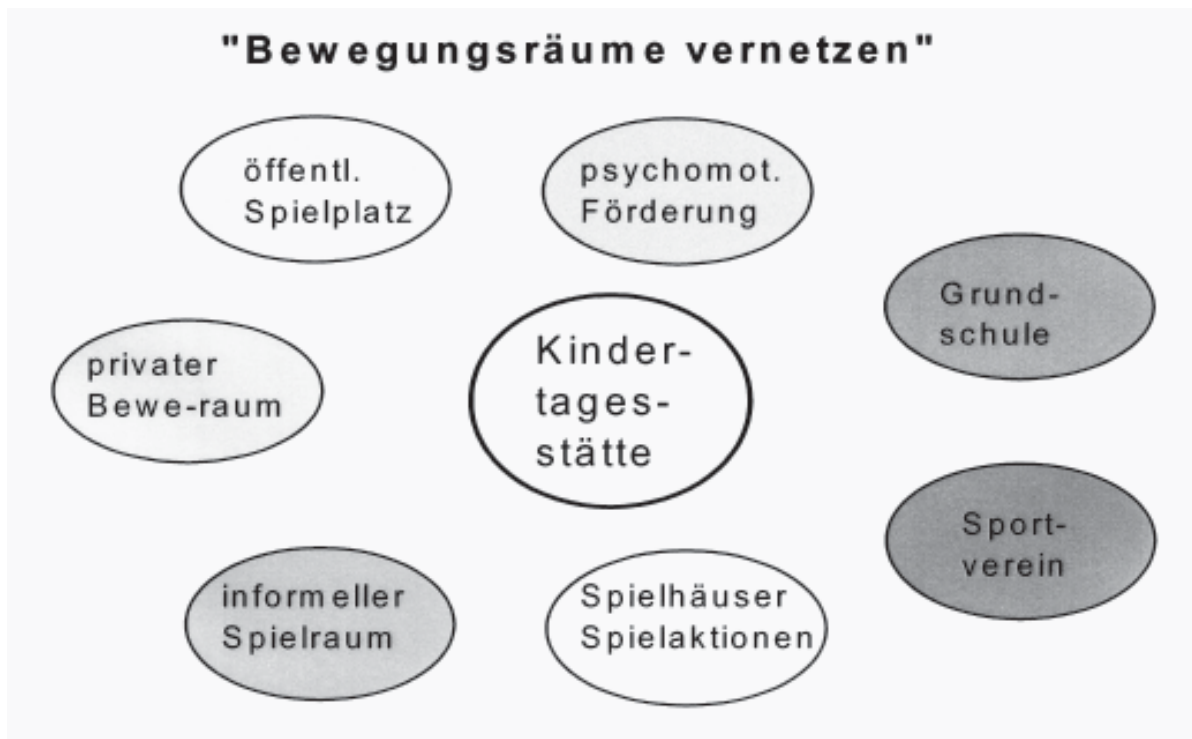 "Bewegungsräume vernetzen"
öffentl.
Spielplatz
psychomot.
Förderung
Grund-
schule
privater
Bewe-raum
Kinder-
tages-
stätte
Sport-
verein
informeller
Spielraum
Spielhäuser
Spielaktionen